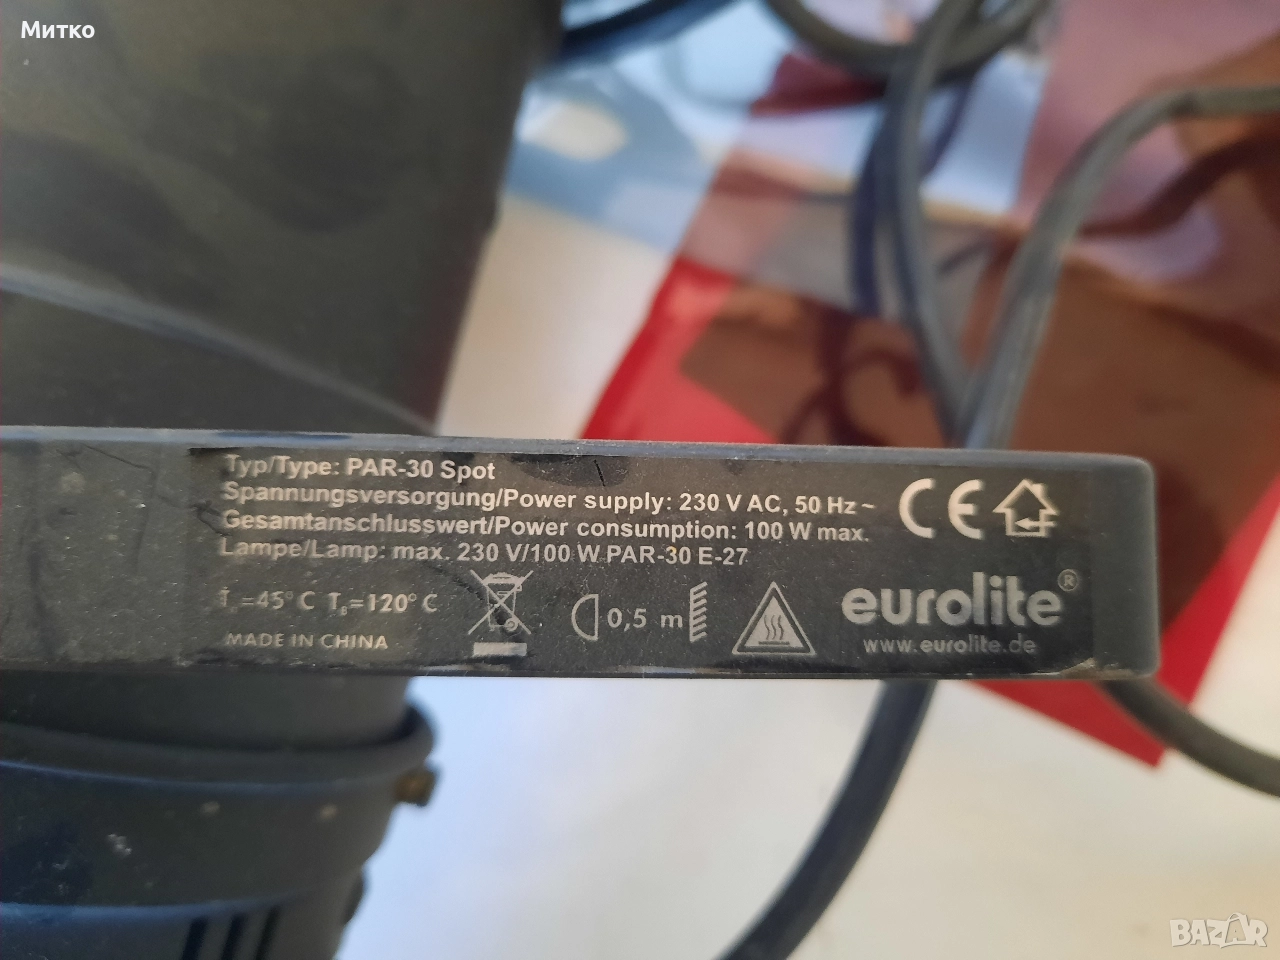 Митко
Typ/Type: PAR-30 Spot
Spannungsversorgung/Power supply: 230 V AC, 50 Hz ~
Gesamtanschlusswert/Power consumption: 100 W max.
Lampe/Lamp: max. 230 V/100 W PAR-30 E-27
=45° C T =120° C
0,5 m
MADE IN CHINA
CE
eurolite®
www.eurolite.de
BAZAR